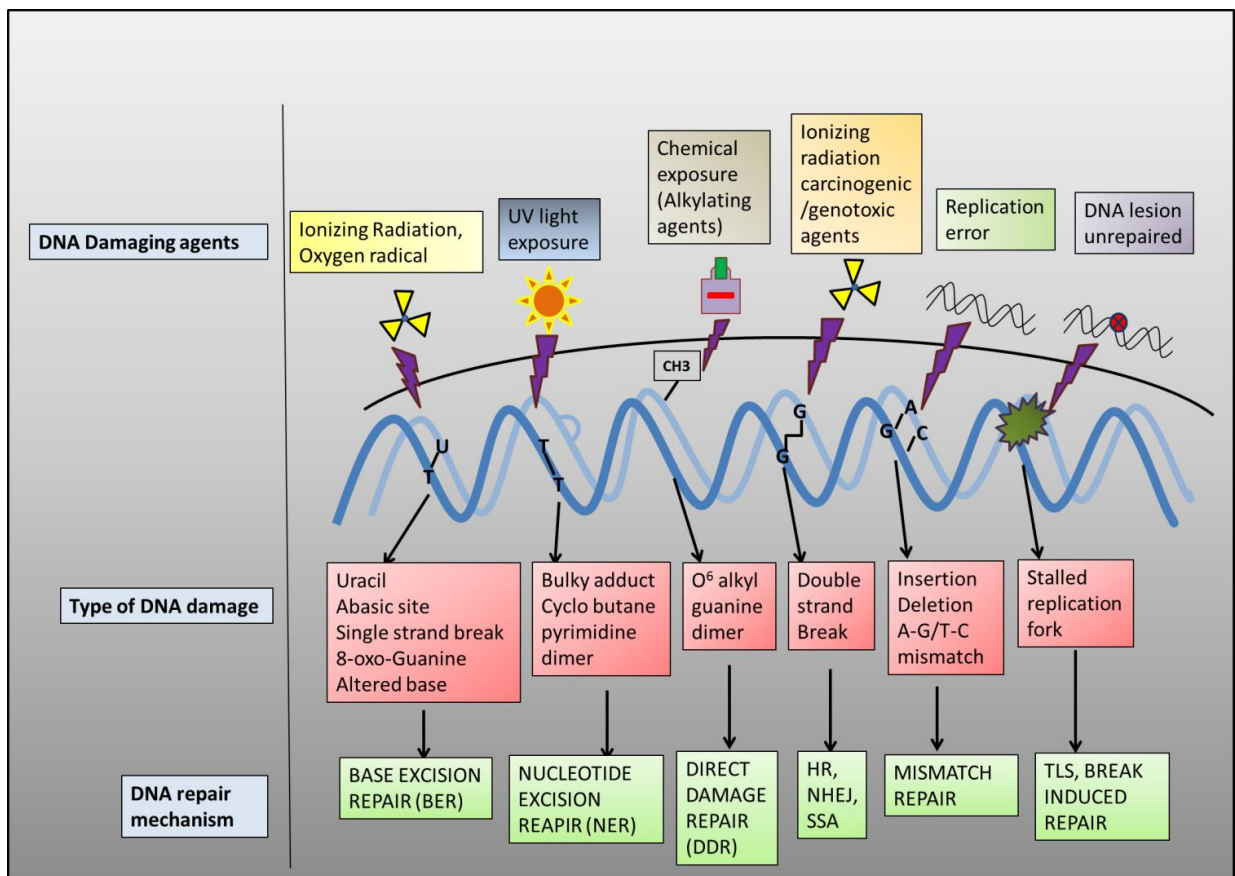 DNA Damaging agents
Ionizing Radiation,
Oxygen radical
UV light
exposure
Chemical
exposure
(Alkylating
agents)
Ionizing
radiation
carcinogenic
/genotoxic
agents
Replication
error
DNA lesion
unrepaired
CH3
U
T
T
T
G
G
A
G
C
Type of DNA damage
Uracil
Abasic site
Single strand break
8-oxo-Guanine
Altered base
Bulky adduct
Cyclo butane
pyrimidine
dimer
O⁶ alkyl
guanine
dimer
Double
strand
Break
Insertion
Deletion
A-G/T-C
mismatch
Stalled
replication
fork
DNA repair
mechanism
BASE EXCISION
REPAIR (BER)
NUCLEOTIDE
EXCISION
REAPIR (NER)
DIRECT
DAMAGE
REPAIR
(DDR)
HR,
NHEJ,
SSA
MISMATCH
REPAIR
TLS, BREAK
INDUCED
REPAIR